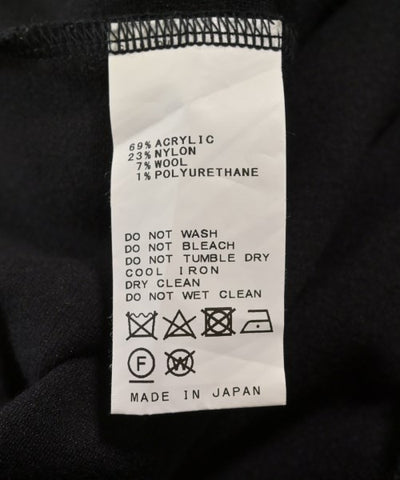 69% ACRYLIC
23% NYLON
7% WOOL
1% POLYURETHANE
DO NOT WASH
DO NOT BLEACH
DO NOT TUMBLE DRY
COOL IRON
DRY CLEAN
DO NOT WET CLEAN
F W
MADE IN JAPAN